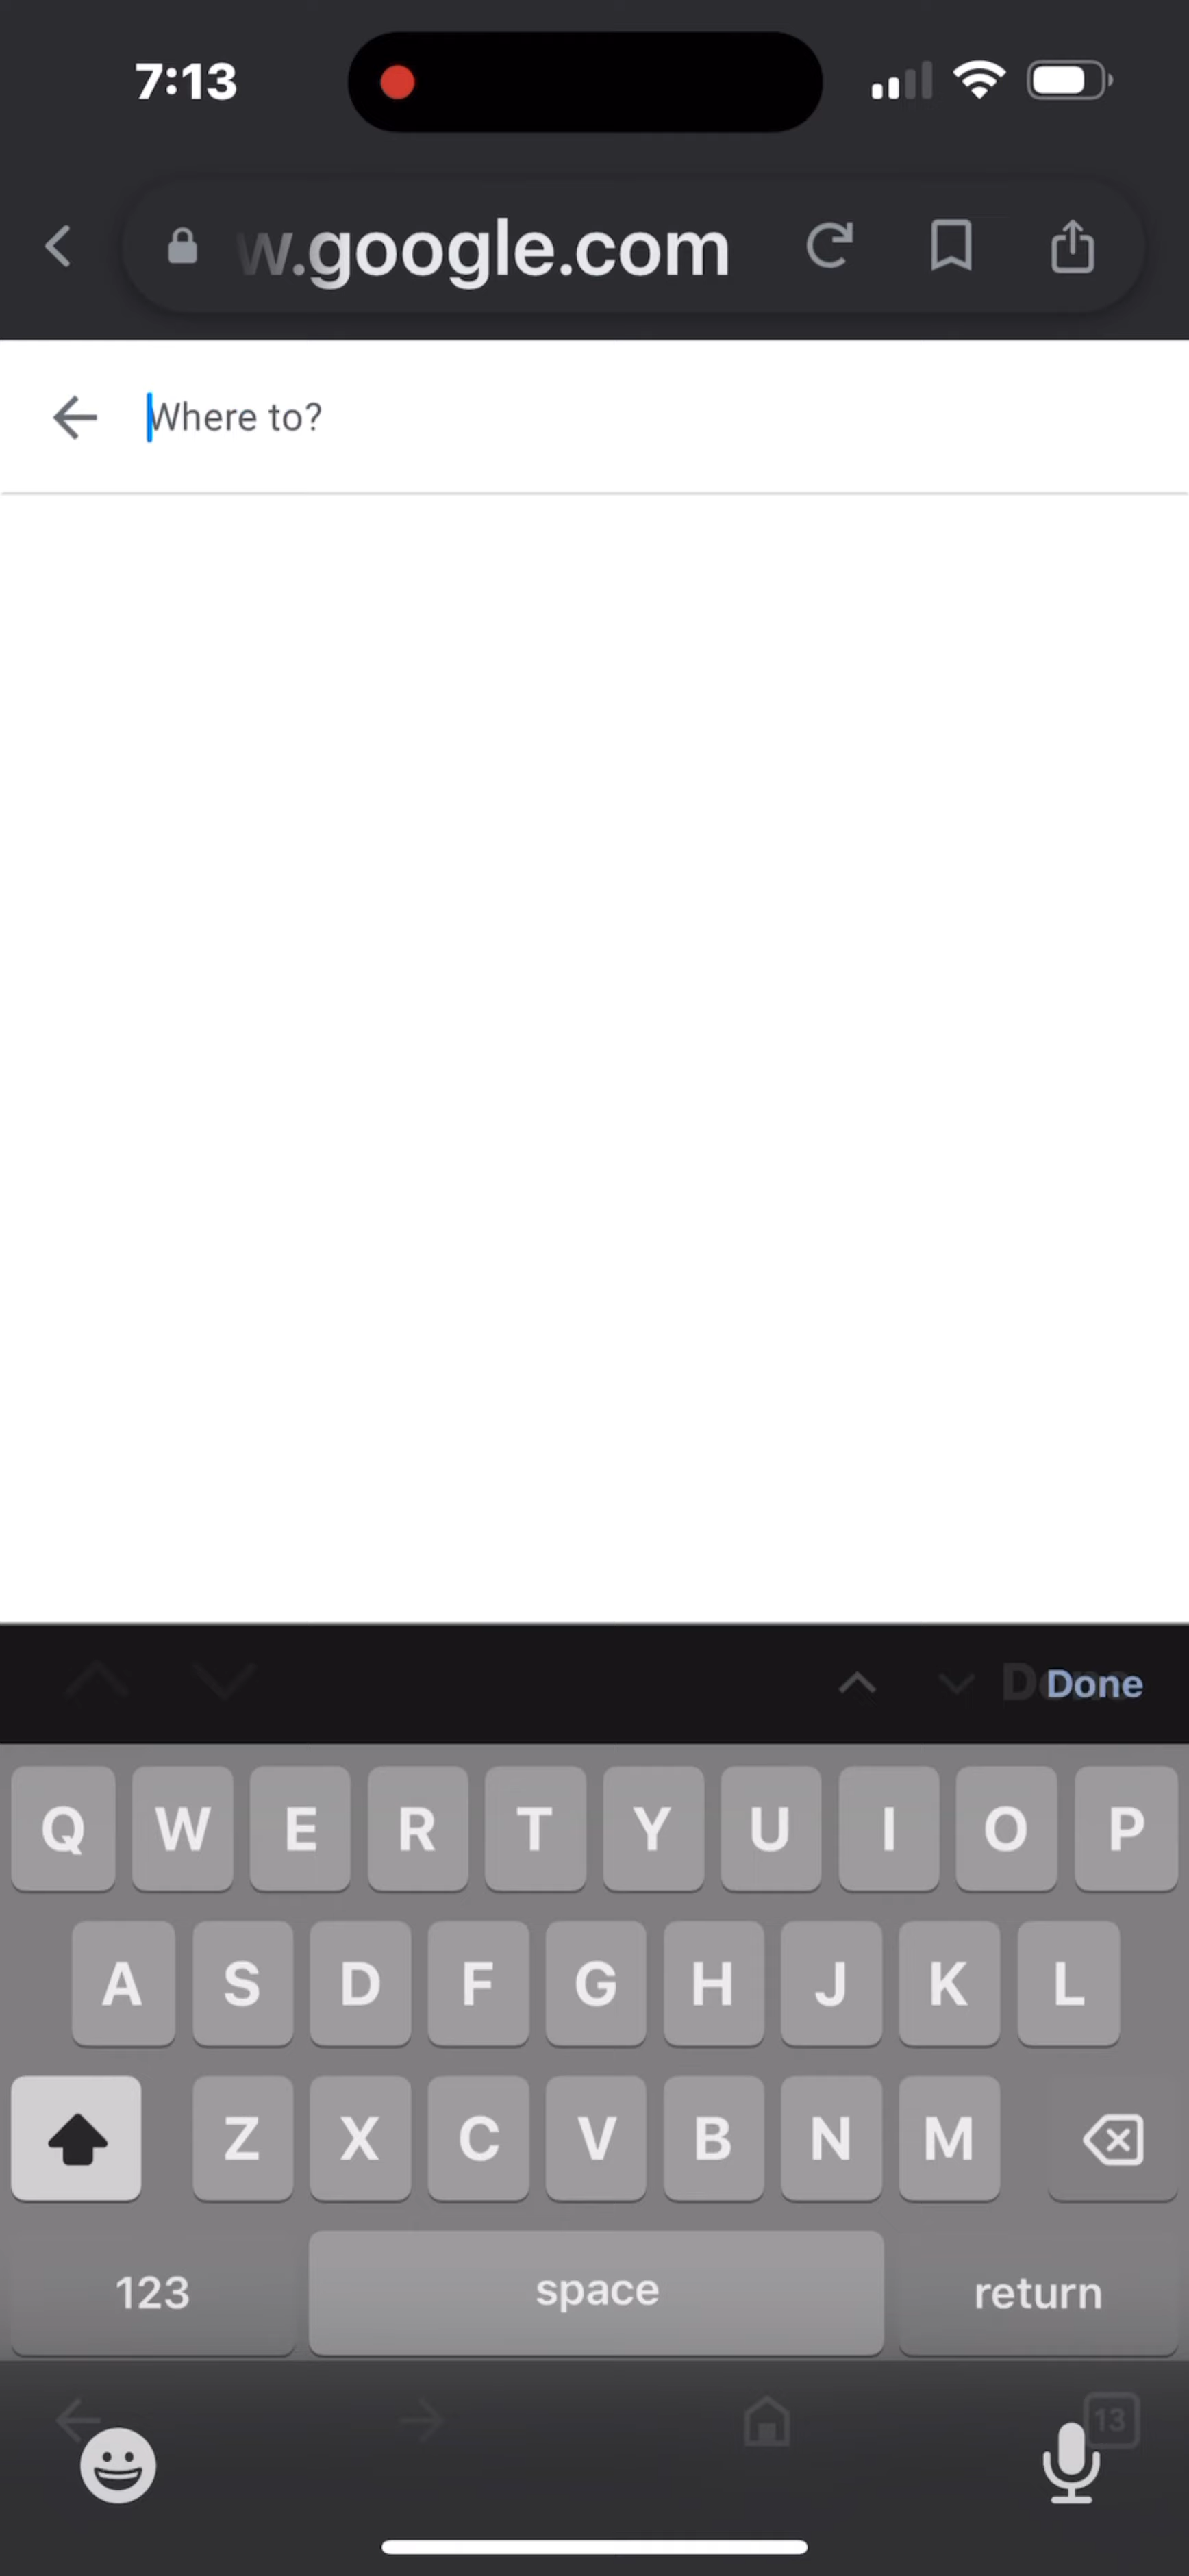 7:13
w.google.com
Where to?
Done
Q W E R T Y U I O P
A S D F G H J K L
Z X C V B N M
123 space return
13